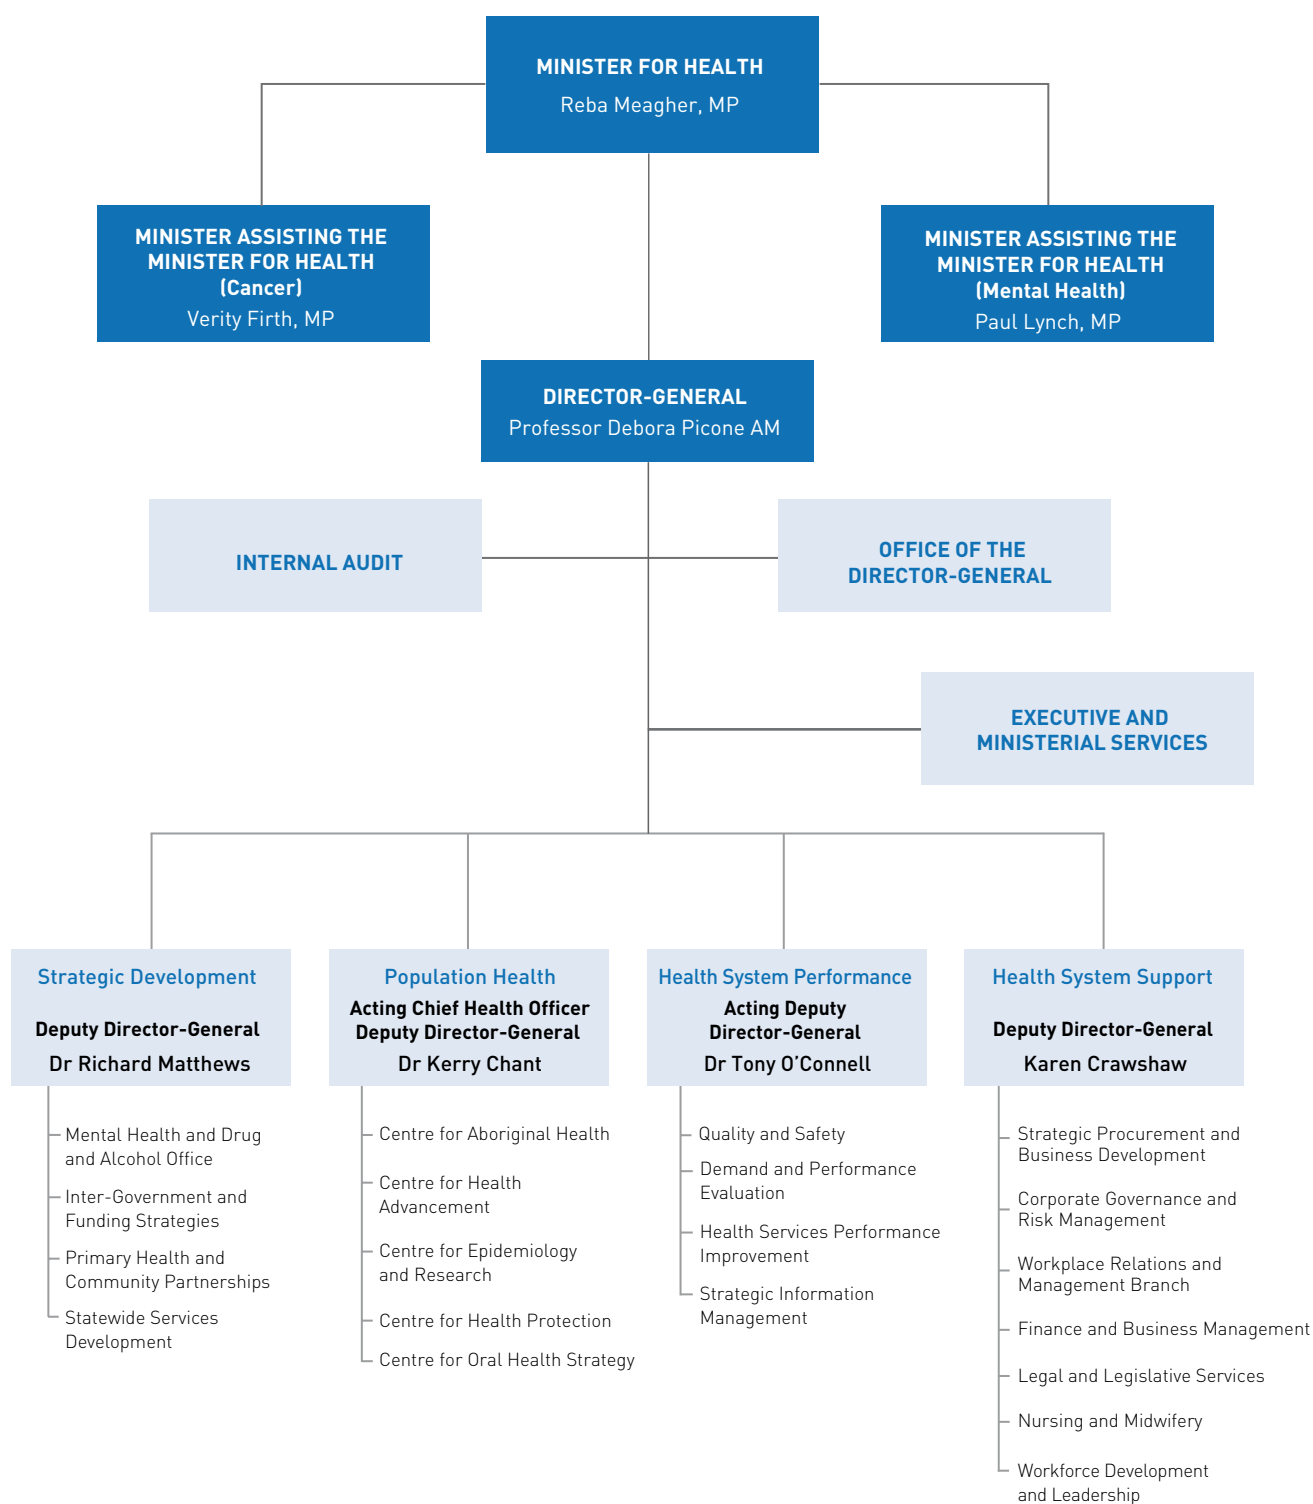 MINISTER FOR HEALTH
Reba Meagher, MP
MINISTER ASSISTING THE
MINISTER FOR HEALTH
(Cancer)
Verity Firth, MP
MINISTER ASSISTING THE
MINISTER FOR HEALTH
(Mental Health)
Paul Lynch, MP
DIRECTOR-GENERAL
Professor Debora Picone AM
INTERNAL AUDIT
OFFICE OF THE
DIRECTOR-GENERAL
EXECUTIVE AND
MINISTERIAL SERVICES
Strategic Development
Deputy Director-General
Dr Richard Matthews
Mental Health and Drug
and Alcohol Office
Inter-Government and
Funding Strategies
Primary Health and
Community Partnerships
Statewide Services
Development
Population Health
Acting Chief Health Officer
Deputy Director-General
Dr Kerry Chant
Centre for Aboriginal Health
Centre for Health
Advancement
Centre for Epidemiology
and Research
Centre for Health Protection
Centre for Oral Health Strategy
Health System Performance
Acting Deputy
Director-General
Dr Tony O’Connell
Quality and Safety
Demand and Performance
Evaluation
Health Services Performance
Improvement
Strategic Information
Management
Health System Support
Deputy Director-General
Karen Crawshaw
Strategic Procurement and
Business Development
Corporate Governance and
Risk Management
Workplace Relations and
Management Branch
Finance and Business Management
Legal and Legislative Services
Nursing and Midwifery
Workforce Development
and Leadership